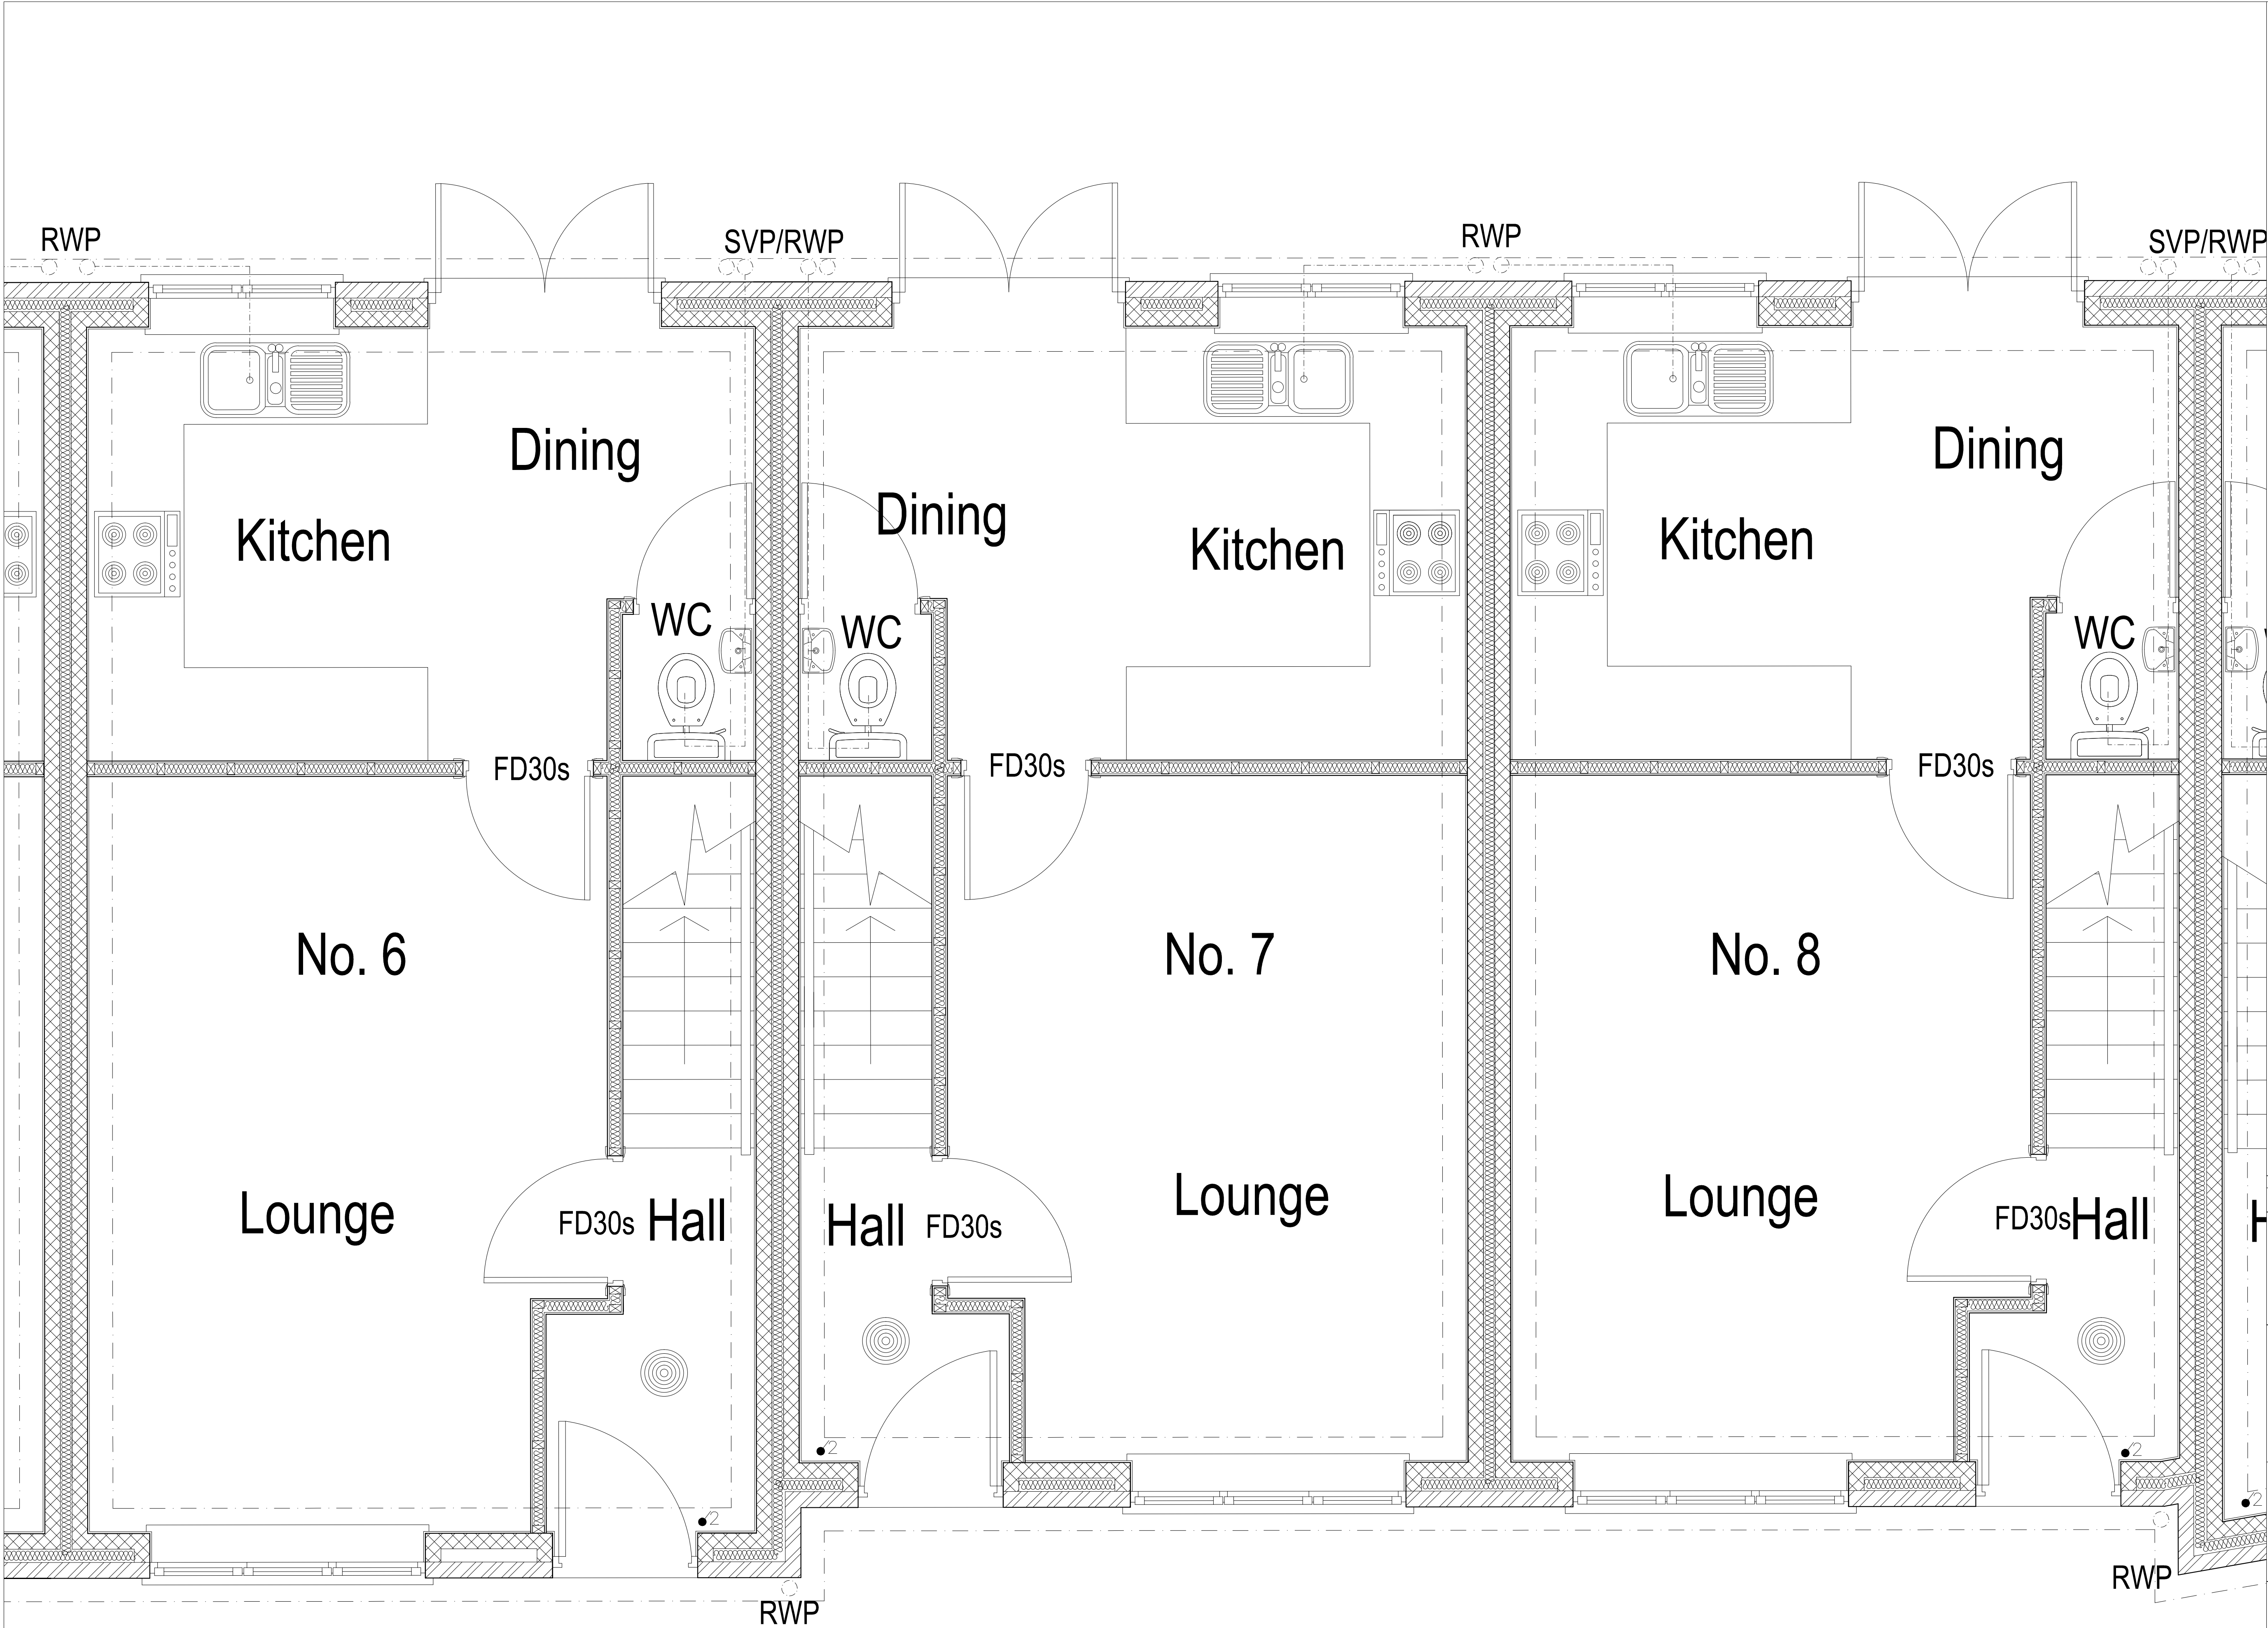 RWP
SVP/RWP
RWP
SVP/RWP
Dining
Dining
Dining
Kitchen
Kitchen
Kitchen
WC
WC
WC
FD30s
FD30s
FD30s
No. 6
No. 7
No. 8
Lounge
FD30s
Hall
Hall
FD30s
Lounge
Lounge
FD30s
Hall
H
2
2
2
2
RWP
RWP